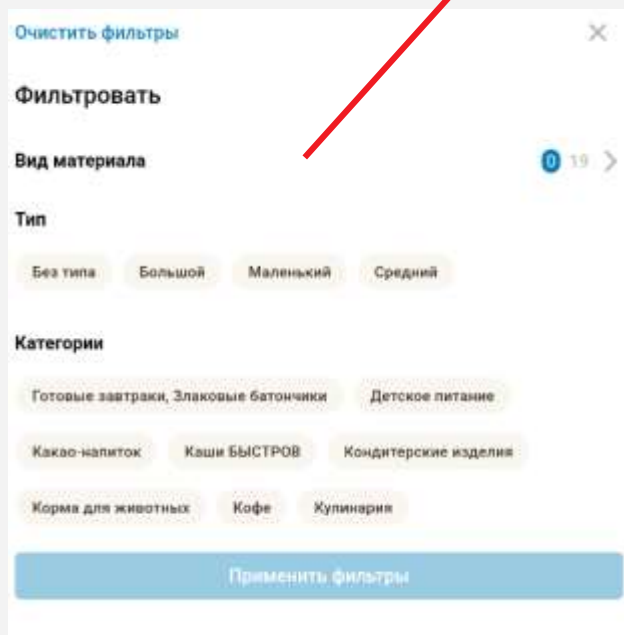 Очистить фильтры
Фильтровать
Вид материала 0 19
Тип
Без типа Большой Маленький Средний
Категории
Готовые завтраки, Злаковые батончики Детское питание
Какао-напиток Каши БЫСТРОВ Кондитерские изделия
Корма для животных Кофе Кулинария
Применить фильтры